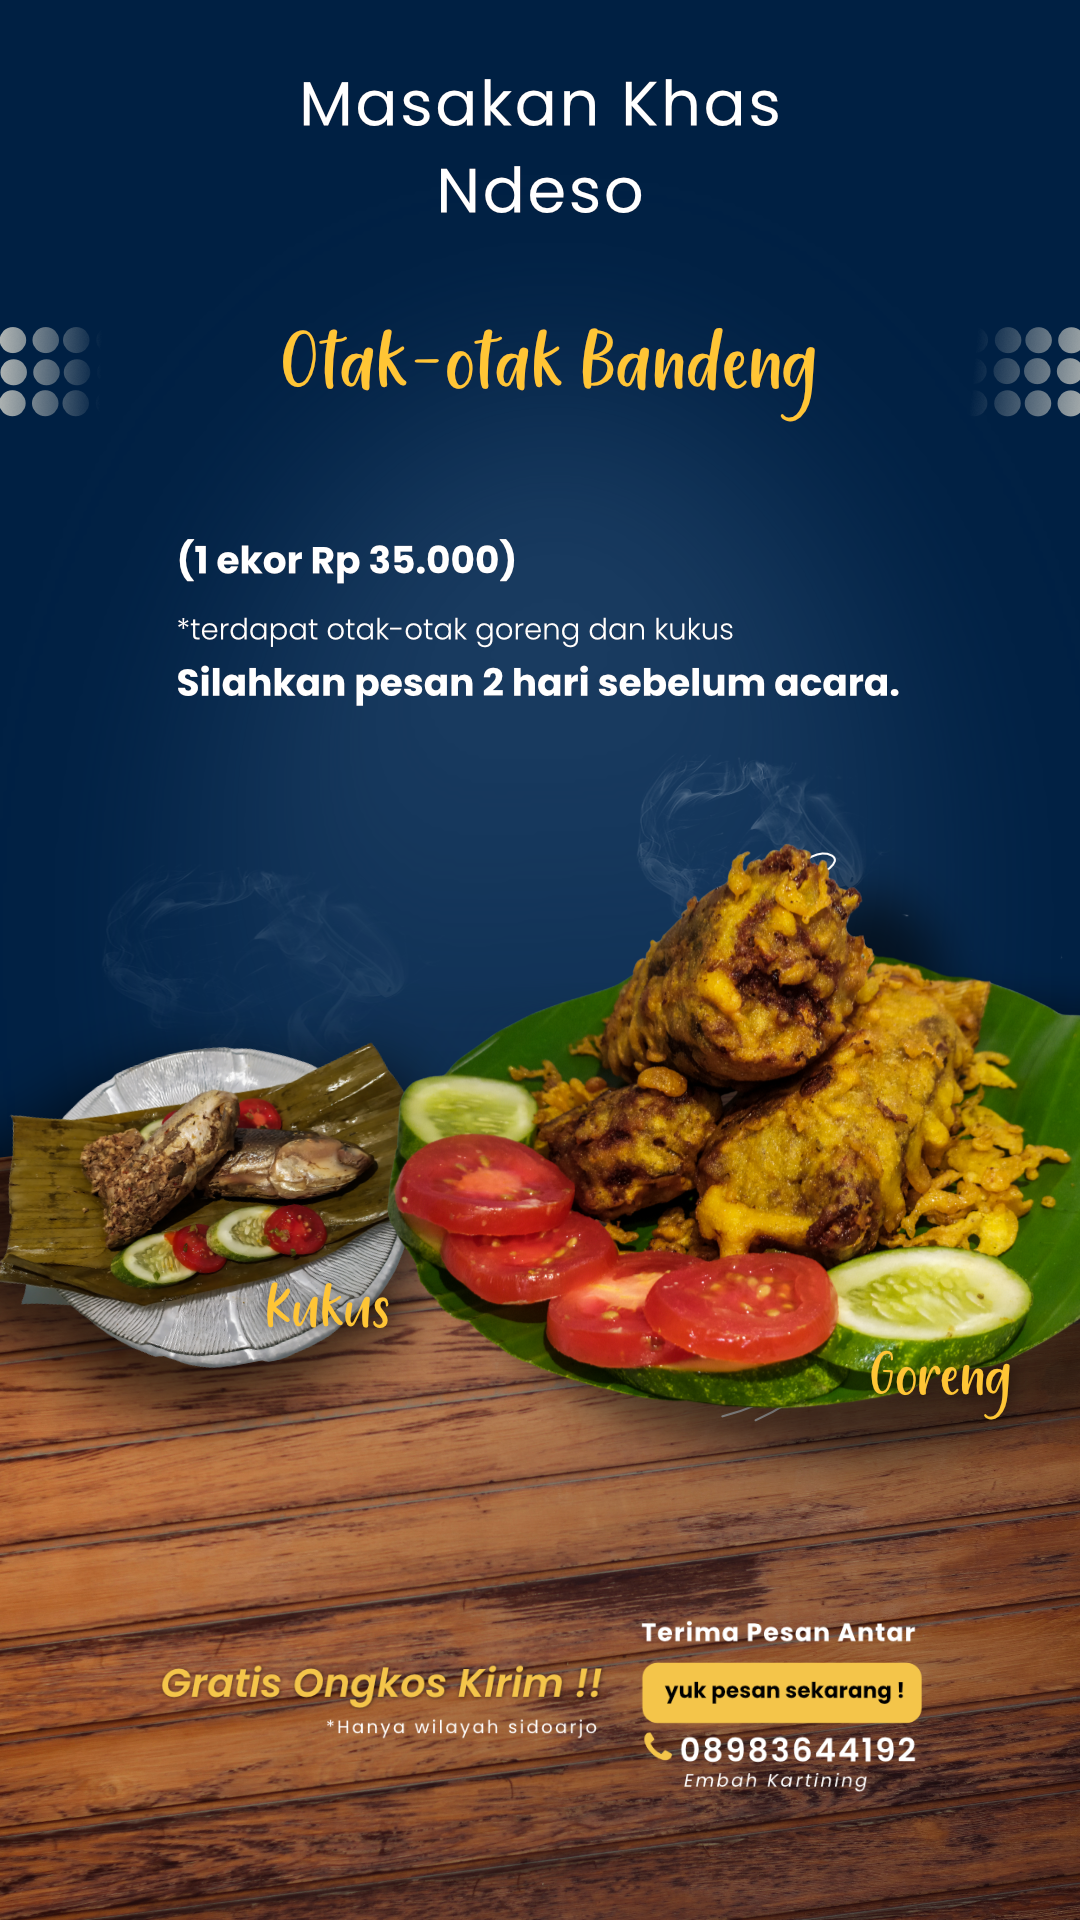 Masakan Khas
Ndeso
Otak-otak Bandeng
(1 ekor Rp 35.000)
*terdapat otak-otak goreng dan kukus
Silahkan pesan 2 hari sebelum acara.
Kukus
Goreng
Terima Pesan Antar
Gratis Ongkos Kirim !!
yuk pesan sekarang !
*Hanya wilayah sidoarjo
08983644192
Embah Kartining